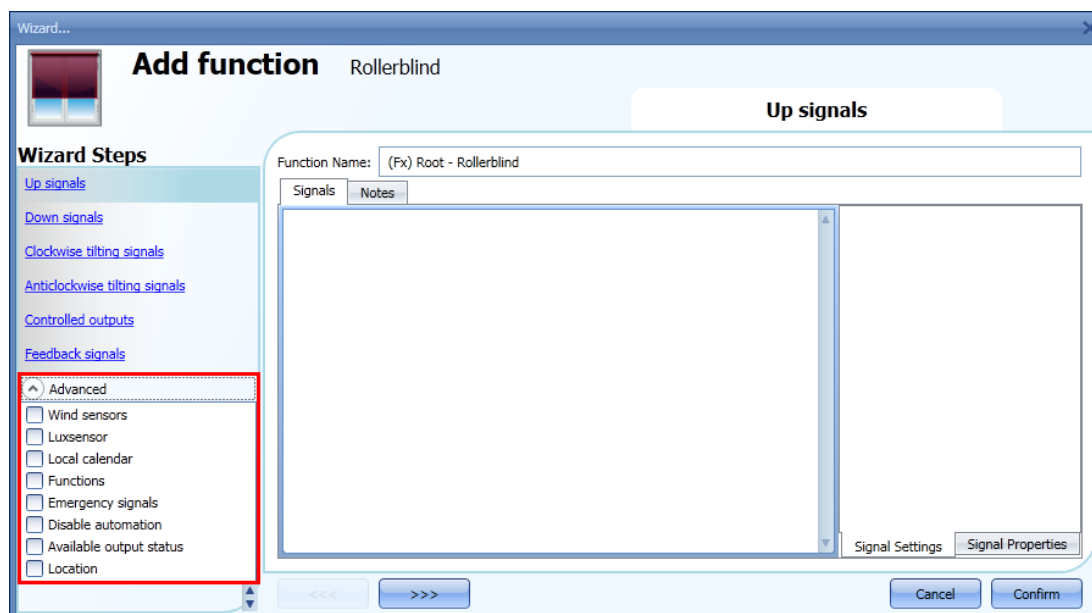 Wizard...
Add function Rollerblind
Up signals
Wizard Steps
Up signals
Down signals
Clockwise tilting signals
Anticlockwise tilting signals
Controlled outputs
Feedback signals
Advanced
Wind sensors
Luxsensor
Local calendar
Functions
Emergency signals
Disable automation
Available output status
Location
Function Name: (Fx) Root - Rollerblind
Signals Notes
Signal Settings Signal Properties
<<< >>> Cancel Confirm